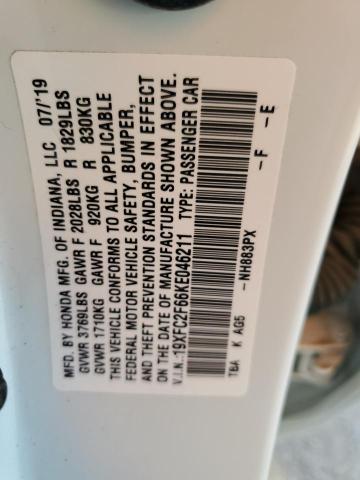 MFD. BY HONDA MFG. OF INDIANA, LLC 07/'19
GVWR 3769LBS GAWR F 2028LBS R 1829LBS
GVWR 1710KG GAWR F 920KG R 830KG
THIS VEHICLE CONFORMS TO ALL APPLICABLE
FEDERAL MOTOR VEHICLE SAFETY, BUMPER,
AND THEFT PREVENTION STANDARDS IN EFFECT
ON THE DATE OF MANUFACTURE SHOWN ABOVE.
V.I.N.:19XFC2F66KE046211 TYPE: PASSENGER CAR
TBA K AG5 -NH883PX -F -E